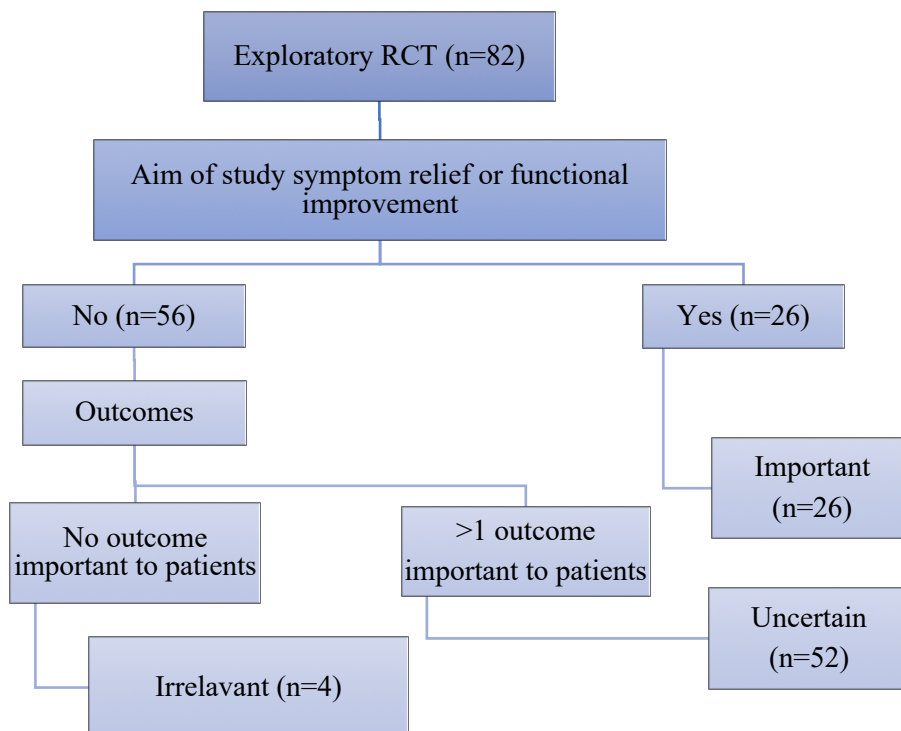 Exploratory RCT (n=82)
Aim of study symptom relief or functional
improvement
No (n=56)
Yes (n=26)
Outcomes
Important
(n=26)
No outcome
important to patients
>1 outcome
important to patients
Uncertain
(n=52)
Irrelavant (n=4)